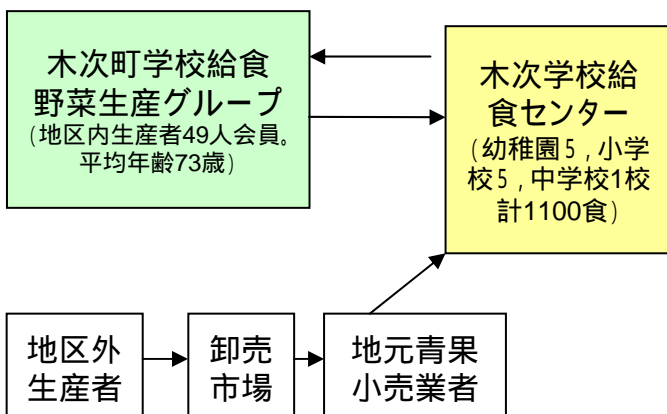 木次町学校給食
野菜生産グループ
(地区内生産者49人会員。
平均年齢73歳)
木次学校給
食センター
(幼稚園5,小学
校5,中学校1校
計1100食)
地区外
生産者
卸売
市場
地元青果
小売業者